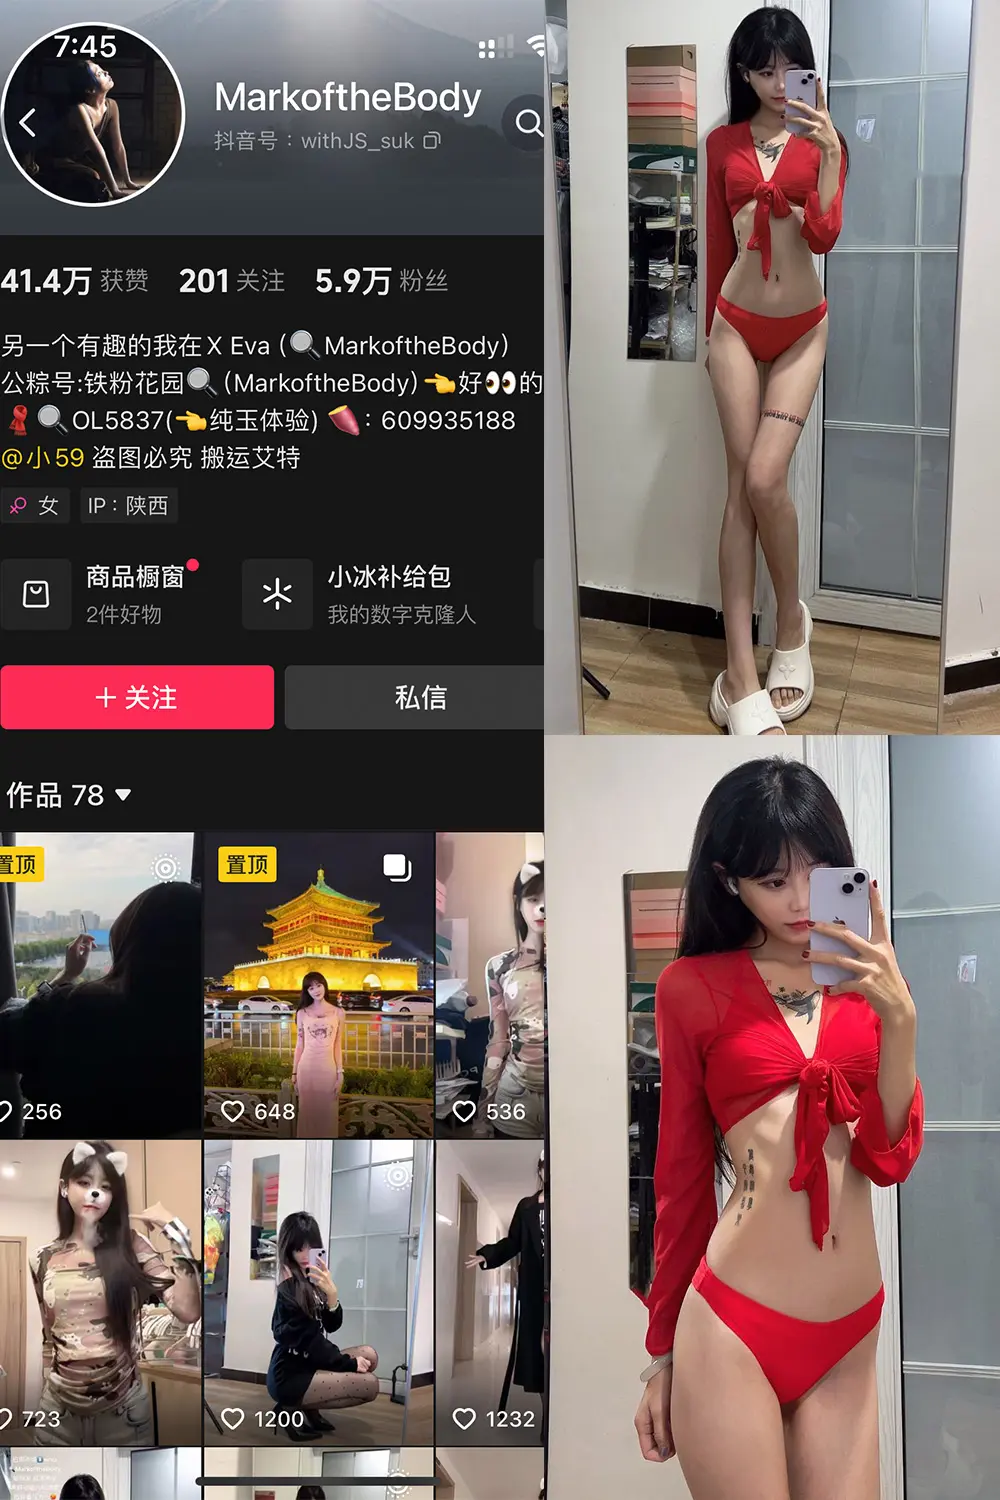 7:45
MarkoftheBody
抖音号：withJS_suk
41.4万 获赞 201 关注 5.9万 粉丝
另一个有趣的我在X Eva (🔍MarkoftheBody)
公粽号:铁粉花园🔍(MarkoftheBody)👈好👀的
🧣🔍OL5837(👈纯玉体验) 🍠: 609935188
@小59 盗图必究 搬运艾特
女 IP：陕西
商品橱窗
2件好物
小冰补给包
我的数字克隆人
+ 关注
私信
作品 78
置顶
置顶
256
648
536
723
1200
1232